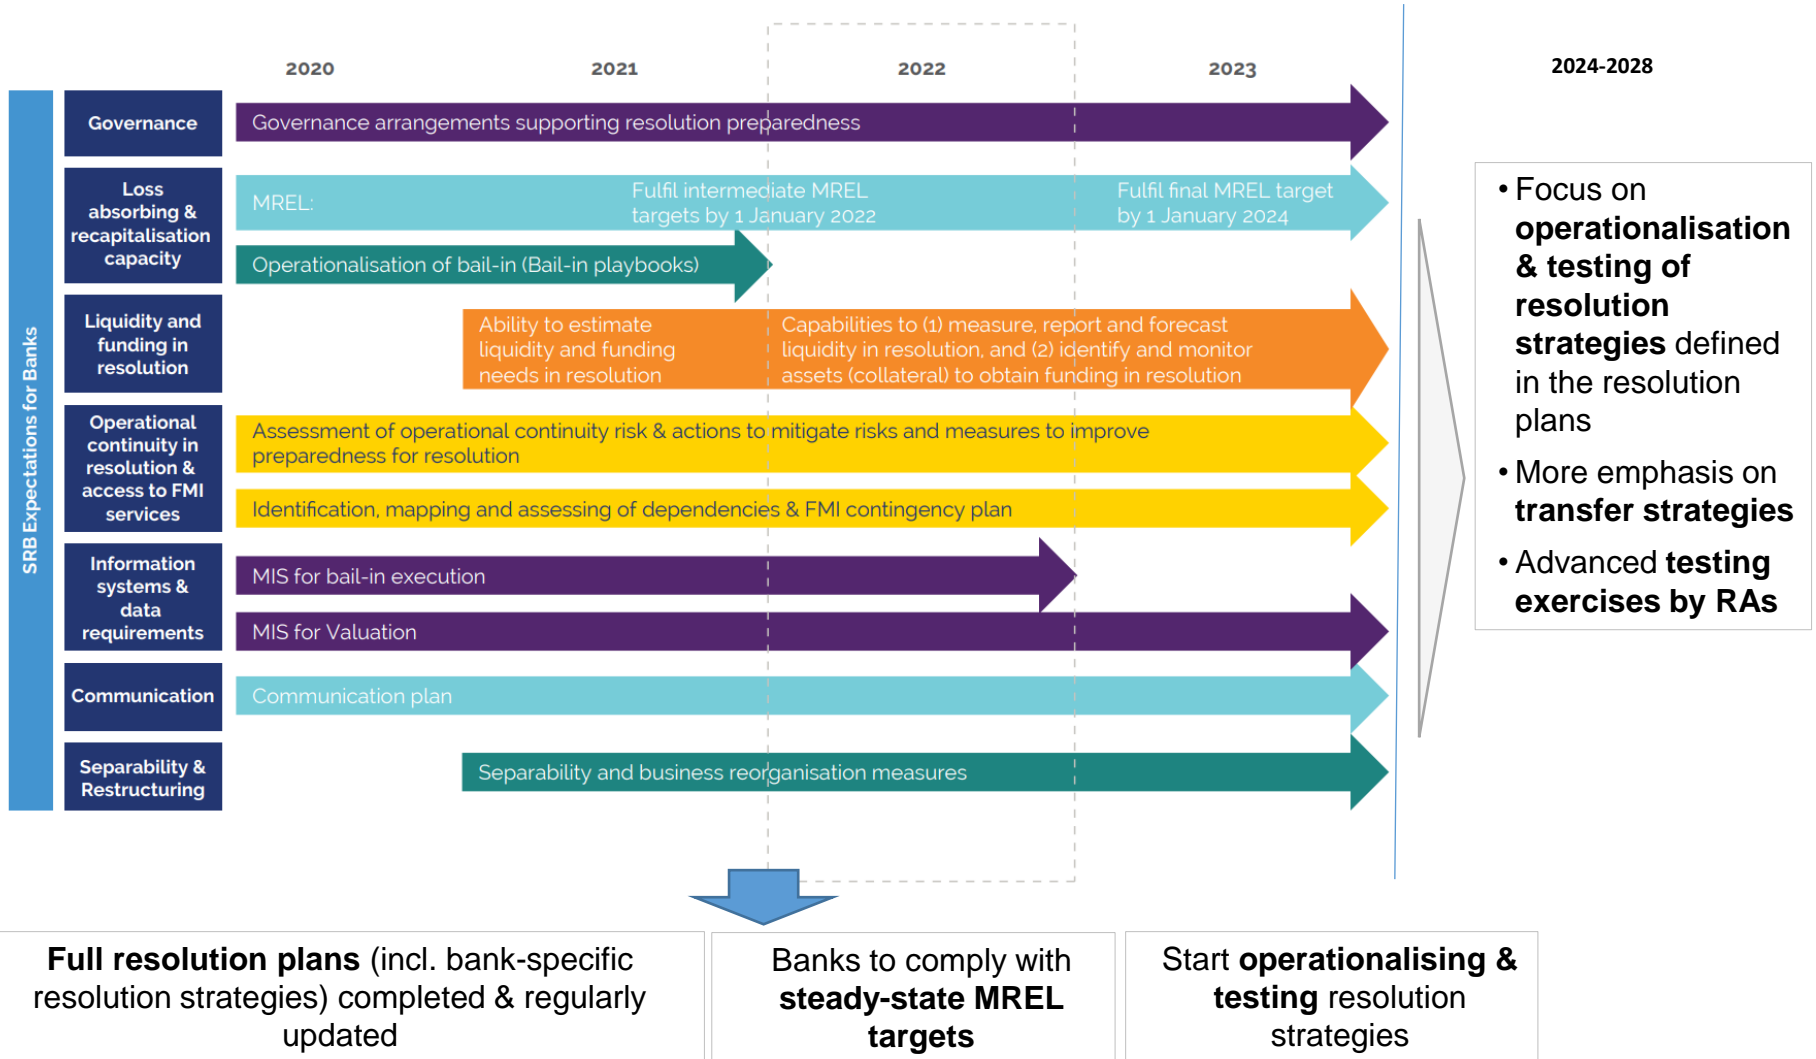 2020
2021
2022
2023
2024-2028
SRB Expectations for Banks
Governance
Governance arrangements supporting resolution preparedness
Loss
absorbing &
recapitalisation
capacity
MREL:
Fulfil intermediate MREL
targets by 1 January 2022
Fulfil final MREL target
by 1 January 2024
Operationalisation of bail-in (Bail-in playbooks)
Liquidity and
funding in
resolution
Ability to estimate
liquidity and funding
needs in resolution
Capabilities to (1) measure, report and forecast
liquidity in resolution, and (2) identify and monitor
assets (collateral) to obtain funding in resolution
Operational
continuity in
resolution &
access to FMI
services
Assessment of operational continuity risk & actions to mitigate risks and measures to improve
preparedness for resolution
Identification, mapping and assessing of dependencies & FMI contingency plan
Information
systems &
data
requirements
MIS for bail-in execution
MIS for Valuation
Communication
Communication plan
Separability &
Restructuring
Separability and business reorganisation measures
• Focus on
operationalisation
& testing of
resolution
strategies defined
in the resolution
plans
• More emphasis on
transfer strategies
• Advanced testing
exercises by RAs
Full resolution plans (incl. bank-specific
resolution strategies) completed & regularly
updated
Banks to comply with
steady-state MREL
targets
Start operationalising &
testing resolution
strategies